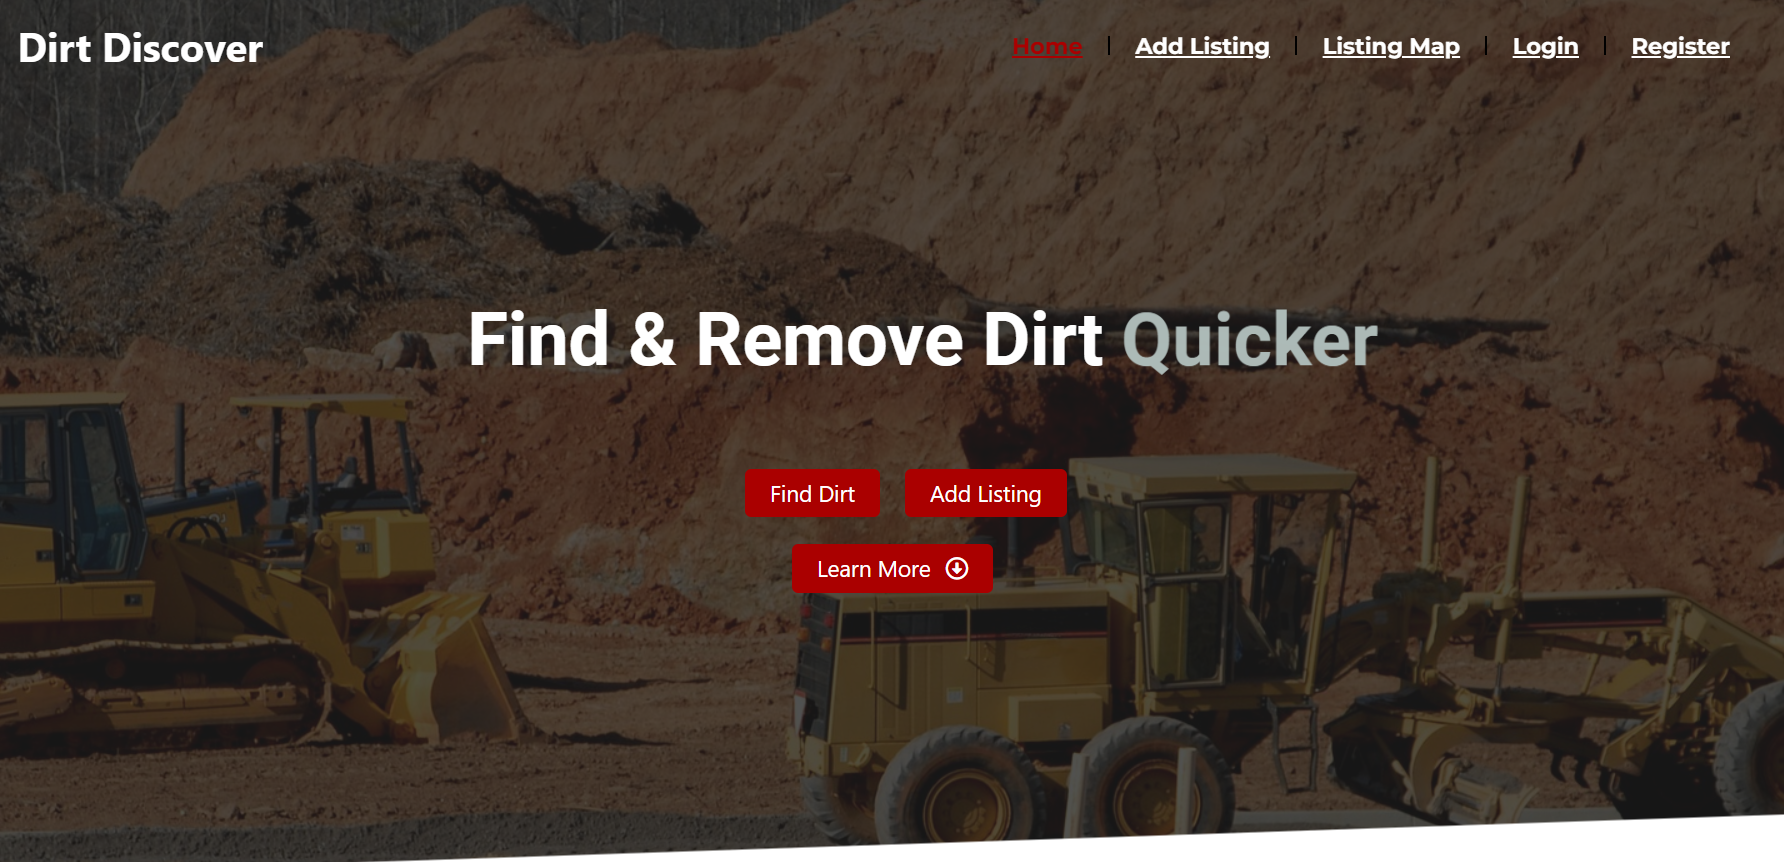 Dirt Discover
Home Add Listing Listing Map Login Register
Find & Remove Dirt Quicker
Find Dirt Add Listing
Learn More